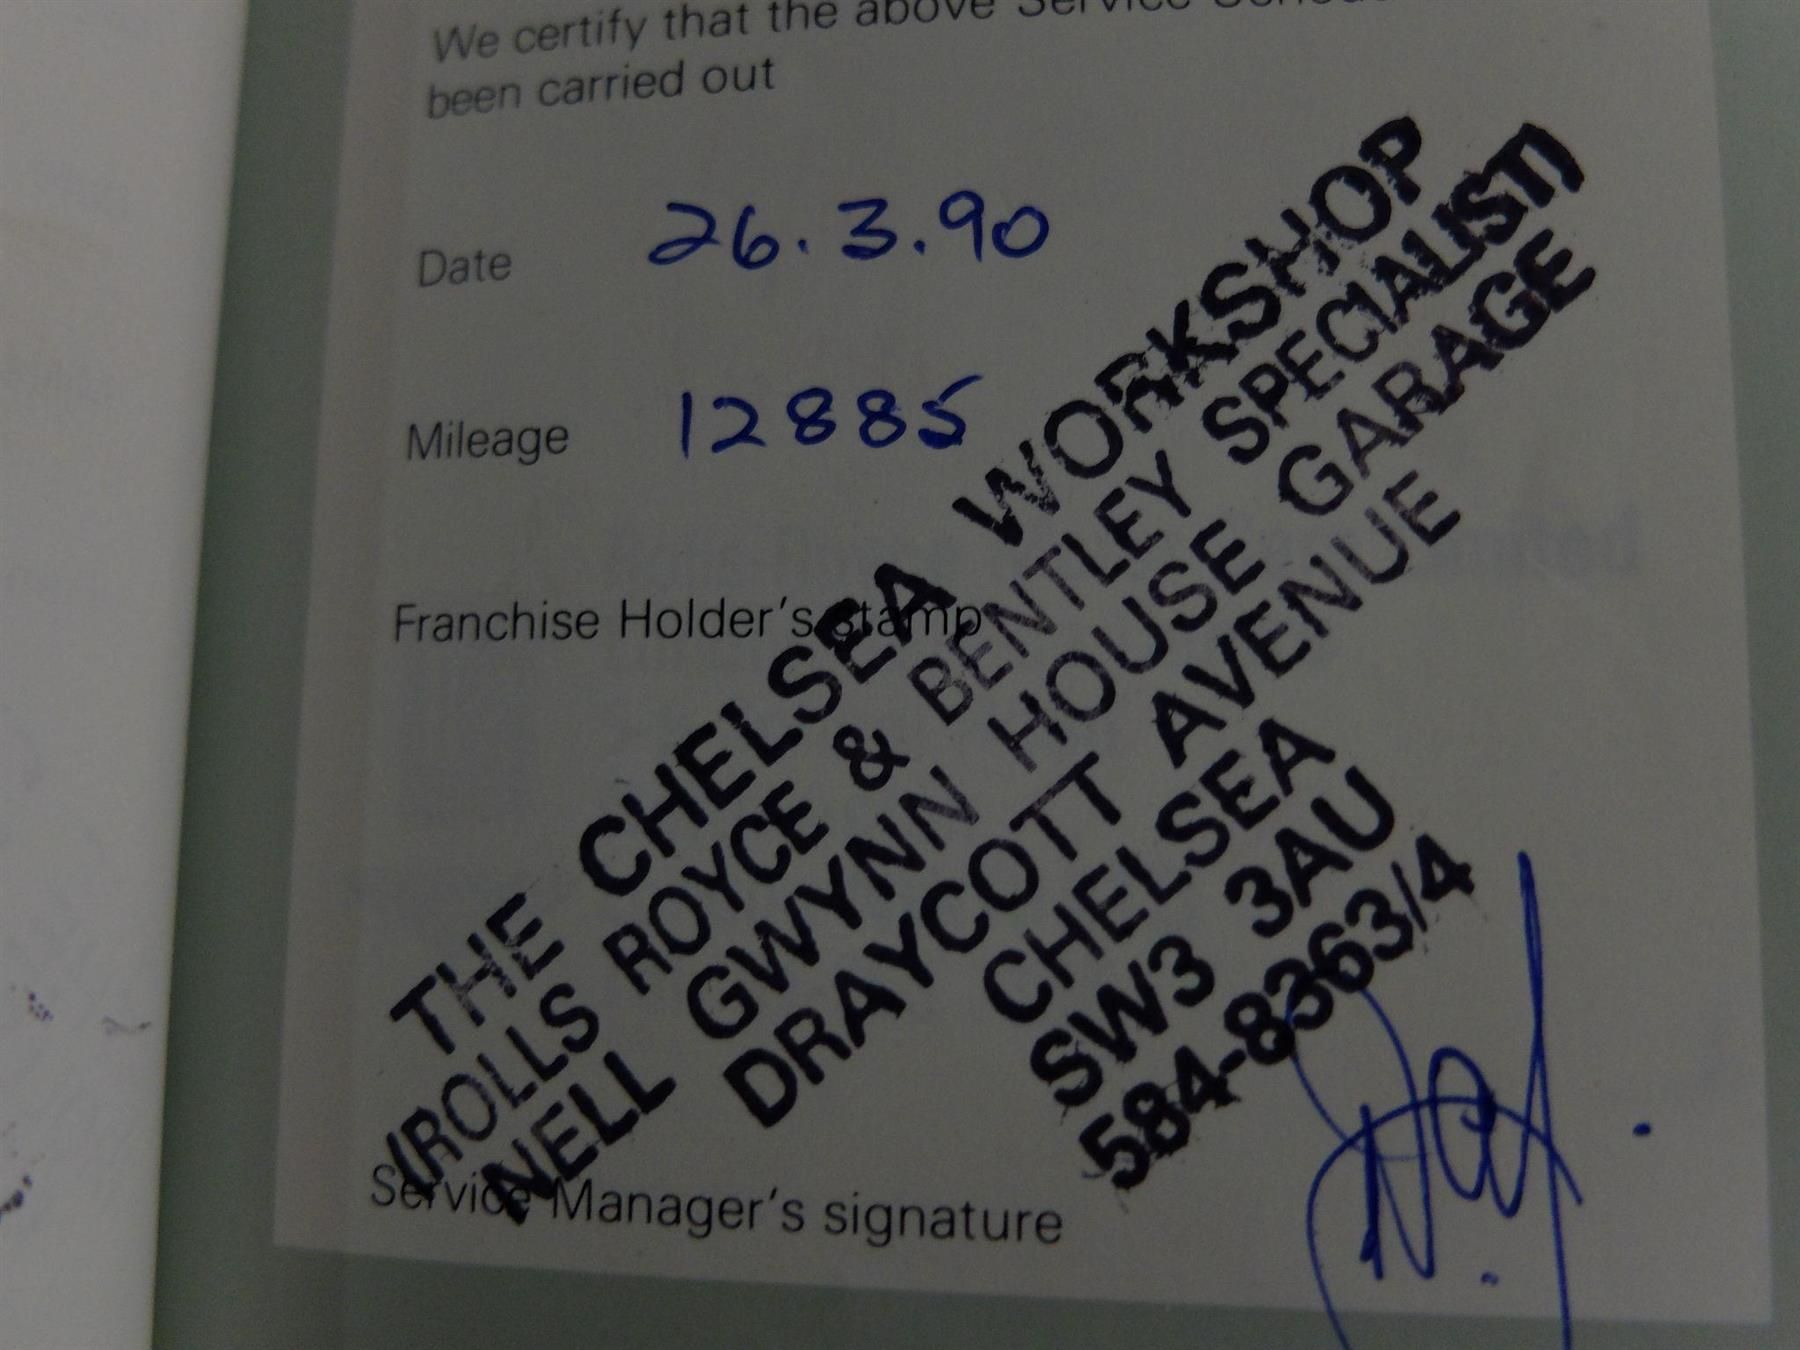 We certify that the above Service
been carried out
Date 26.3.90
Mileage 12885
Franchise Holder's stamp
THE CHELSEA WORKSHOP
(ROLLS ROYCE & BENTLEY SPECIALIST)
NELL GWYNN HOUSE GARAGE
DRAYCOTT AVENUE
CHELSEA
SW3 3AU
584-8363/4
Service Manager's signature